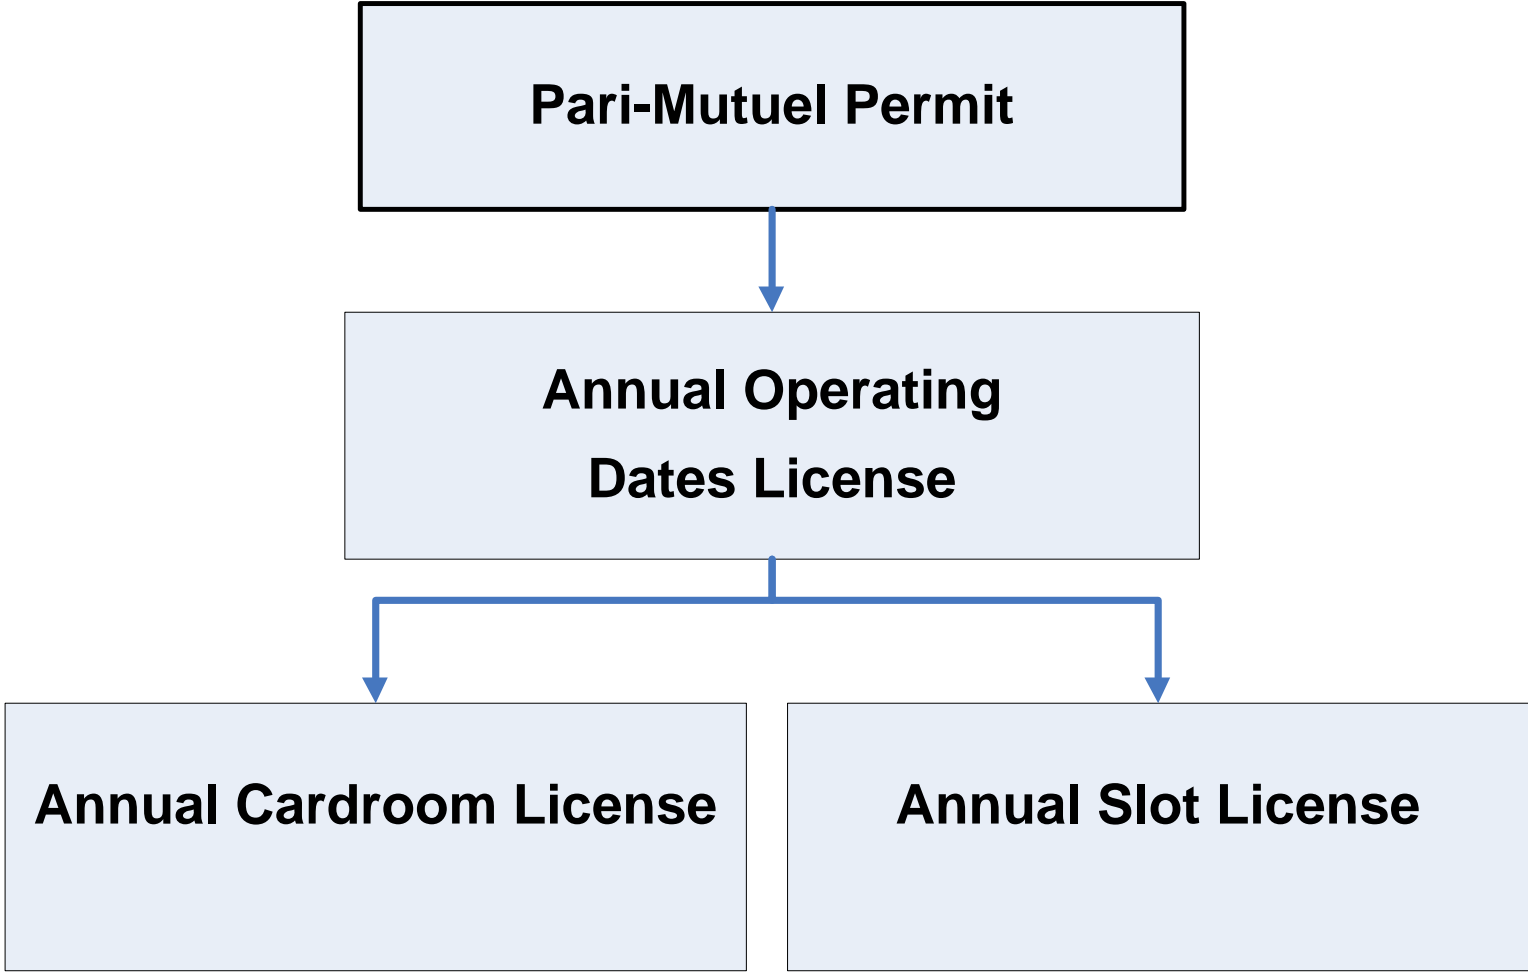 Pari-Mutuel Permit
Annual Operating
Dates License
Annual Cardroom License
Annual Slot License